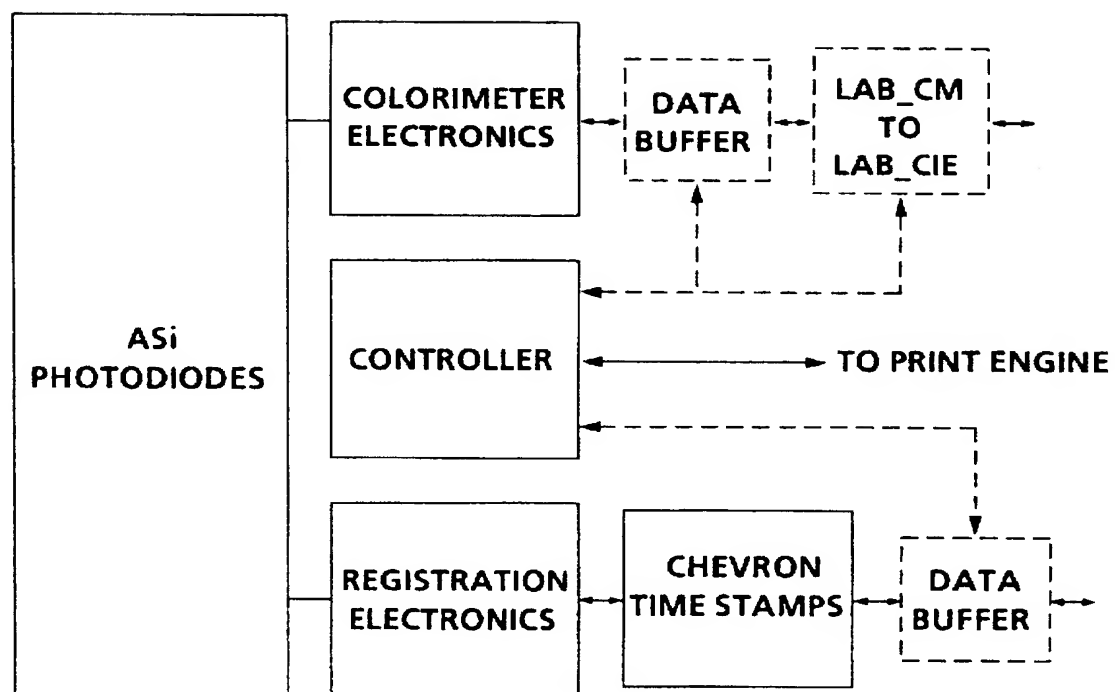 ASi
PHOTODIODES
COLORIMETER
ELECTRONICS
DATA
BUFFER
LAB_CM
TO
LAB_CIE
CONTROLLER
TO PRINT ENGINE
REGISTRATION
ELECTRONICS
CHEVRON
TIME STAMPS
DATA
BUFFER